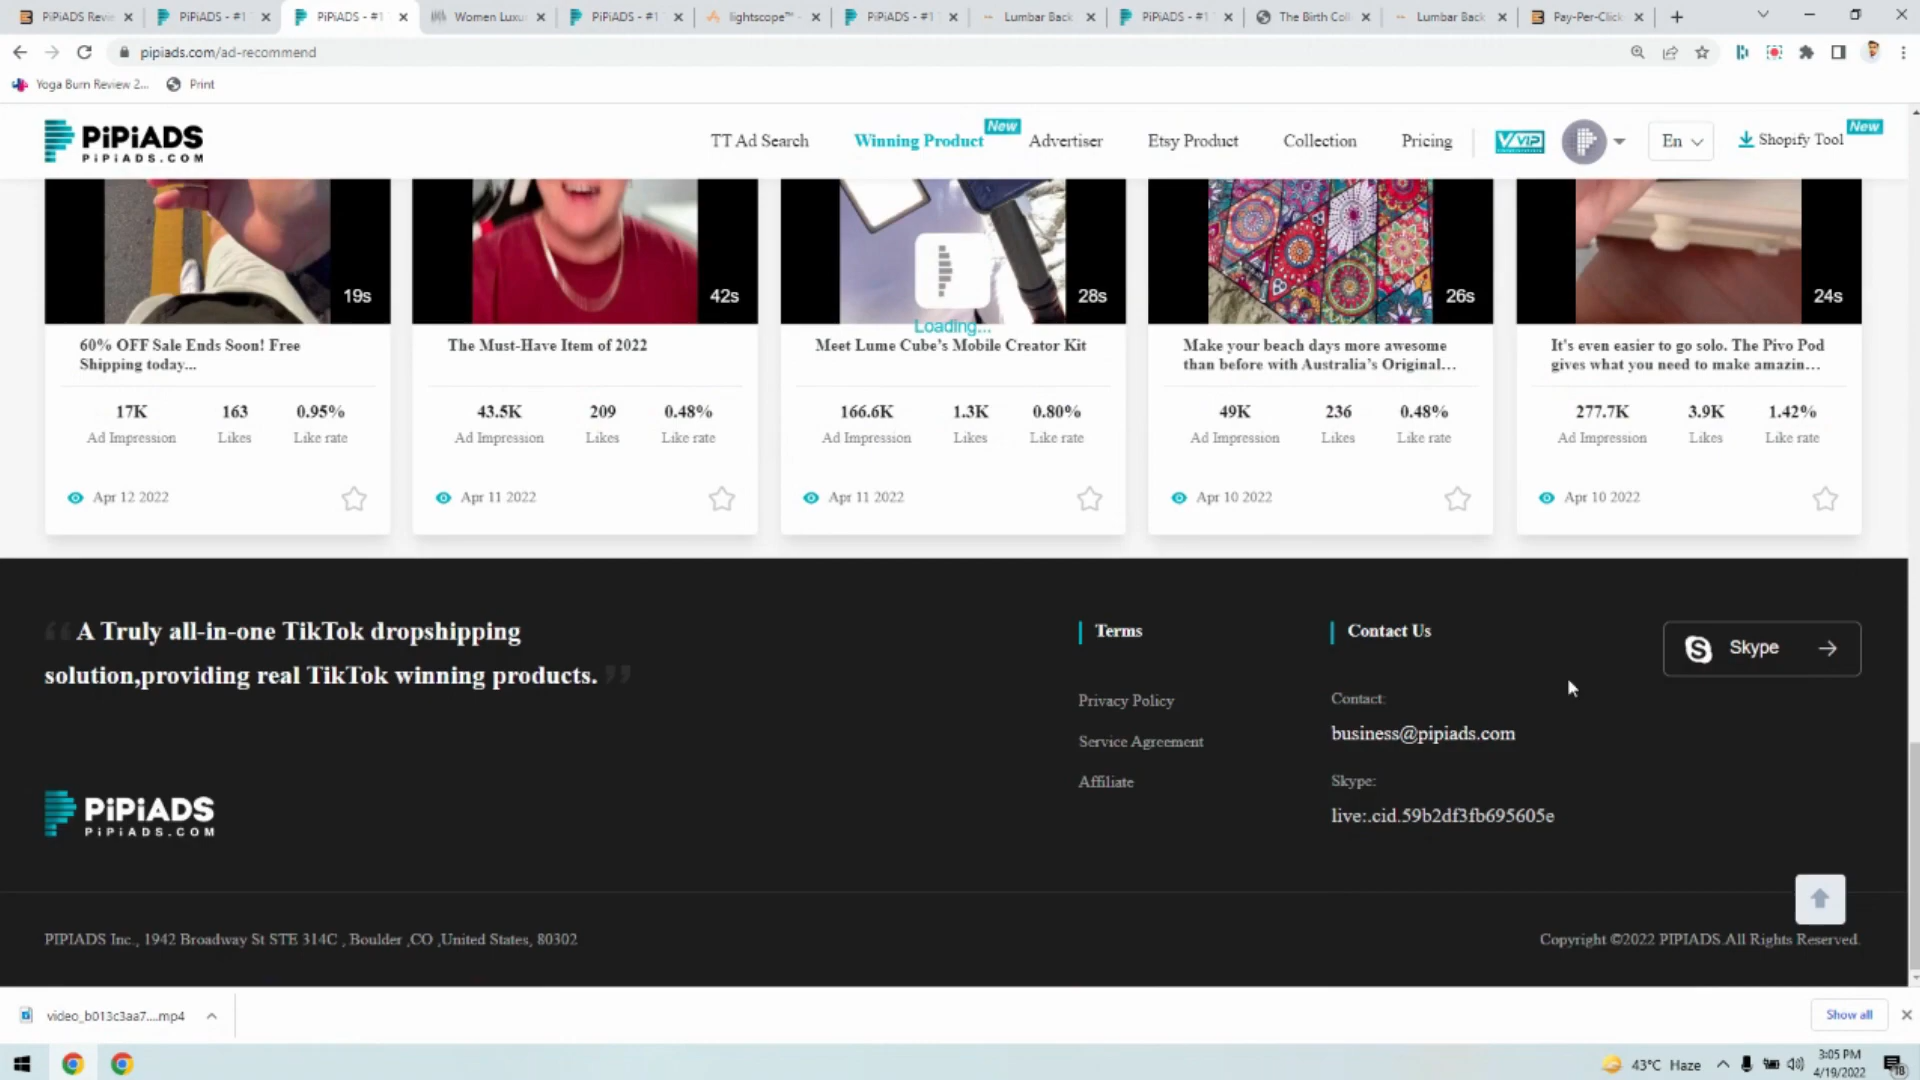 PiPiADS Revie
PiPiADS - #1
PiPiADS - #1
Women Luxu
PiPiADS - #1
lightscope™ -
PiPiADS - #1
Lumbar Back
PiPiADS - #1
The Birth Col
Lumbar Back
Pay-Per-Click
pipiads.com/ad-recommend
Yoga Burn Review 2...
Print
PiPiADS
PiPiADS.COM
TT Ad Search
Winning Product
New
Advertiser
Etsy Product
Collection
Pricing
VVIP
En
Shopify Tool
New
19s
42s
28s
26s
24s
Loading...
60% OFF Sale Ends Soon! Free
Shipping today...
The Must-Have Item of 2022
Meet Lume Cube's Mobile Creator Kit
Make your beach days more awesome
than before with Australia's Original...
It's even easier to go solo. The Pivo Pod
gives what you need to make amazin...
17K 163 0.95%
Ad Impression Likes Like rate
43.5K 209 0.48%
Ad Impression Likes Like rate
166.6K 1.3K 0.80%
Ad Impression Likes Like rate
49K 236 0.48%
Ad Impression Likes Like rate
277.7K 3.9K 1.42%
Ad Impression Likes Like rate
Apr 12 2022
Apr 11 2022
Apr 11 2022
Apr 10 2022
Apr 10 2022
“ A Truly all-in-one TikTok dropshipping
solution,providing real TikTok winning products. ”
Terms
Privacy Policy
Service Agreement
Affiliate
Contact Us
Contact:
business@pipiads.com
Skype:
live:.cid.59b2df3fb695605e
Skype
PiPiADS
PiPiADS.COM
PIPIADS Inc., 1942 Broadway St STE 314C , Boulder ,CO ,United States, 80302
Copyright ©2022 PIPIADS.All Rights Reserved.
video_b013c3aa7....mp4
Show all
43°C Haze
3:05 PM
4/19/2022
18